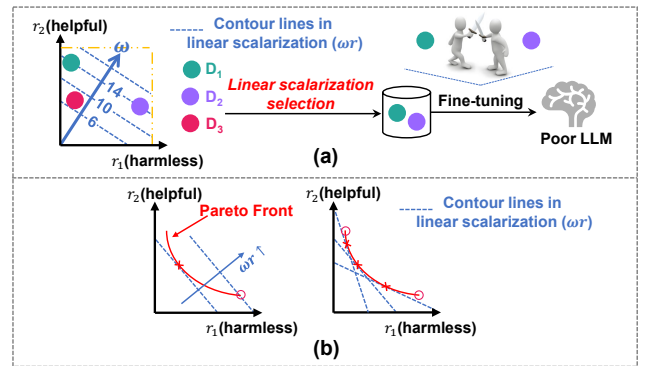 r₂(helpful)
ω
14
10
6
r₁(harmless)
Contour lines in
linear scalarization (ωr)
D₁
D₂
D₃
Linear scalarization
selection
Fine-tuning
Poor LLM
(a)
r₂(helpful)
Pareto Front
ωr ↑
r₁(harmless)
r₂(helpful)
Contour lines in
linear scalarization (ωr)
r₁(harmless)
(b)